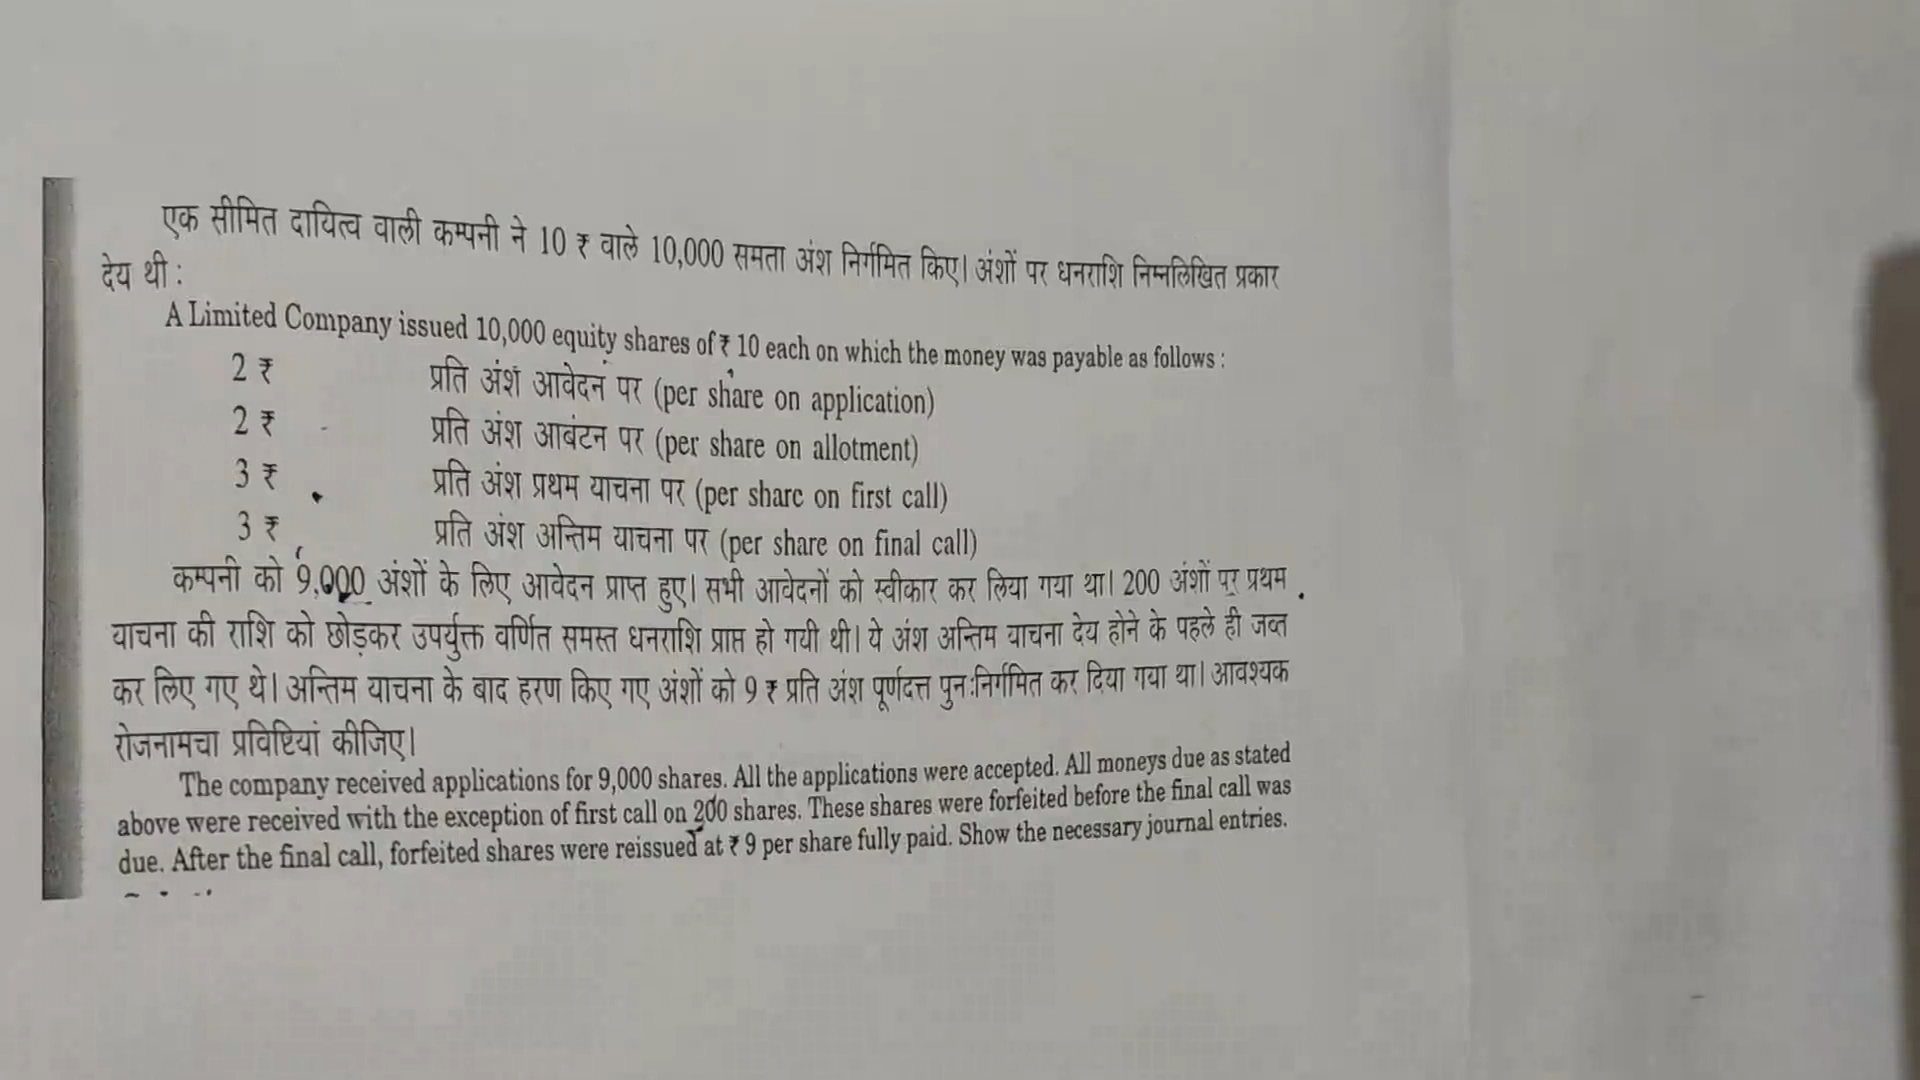 एक सीमित दायित्व वाली कम्पनी ने 10 ₹ वाले 10,000 समता अंश निर्गमित किए। अंशों पर धनराशि निम्नलिखित प्रकार
देय थी :
A Limited Company issued 10,000 equity shares of ₹ 10 each on which the money was payable as follows :
2 ₹ प्रति अंश आवेदन पर (per share on application)
2 ₹ प्रति अंश आबंटन पर (per share on allotment)
3 ₹ प्रति अंश प्रथम याचना पर (per share on first call)
3 ₹ प्रति अंश अन्तिम याचना पर (per share on final call)
कम्पनी को 9,000 अंशों के लिए आवेदन प्राप्त हुए। सभी आवेदनों को स्वीकार कर लिया गया था। 200 अंशों पर प्रथम
याचना की राशि को छोड़कर उपर्युक्त वर्णित समस्त धनराशि प्राप्त हो गयी थी। ये अंश अन्तिम याचना देय होने के पहले ही जब्त
कर लिए गए थे। अन्तिम याचना के बाद हरण किए गए अंशों को 9 ₹ प्रति अंश पूर्णदत्त पुनःनिर्गमित कर दिया गया था। आवश्यक
रोजनामचा प्रविष्टियां कीजिए।
The company received applications for 9,000 shares. All the applications were accepted. All moneys due as stated
above were received with the exception of first call on 200 shares. These shares were forfeited before the final call was
due. After the final call, forfeited shares were reissued at ₹ 9 per share fully paid. Show the necessary journal entries.